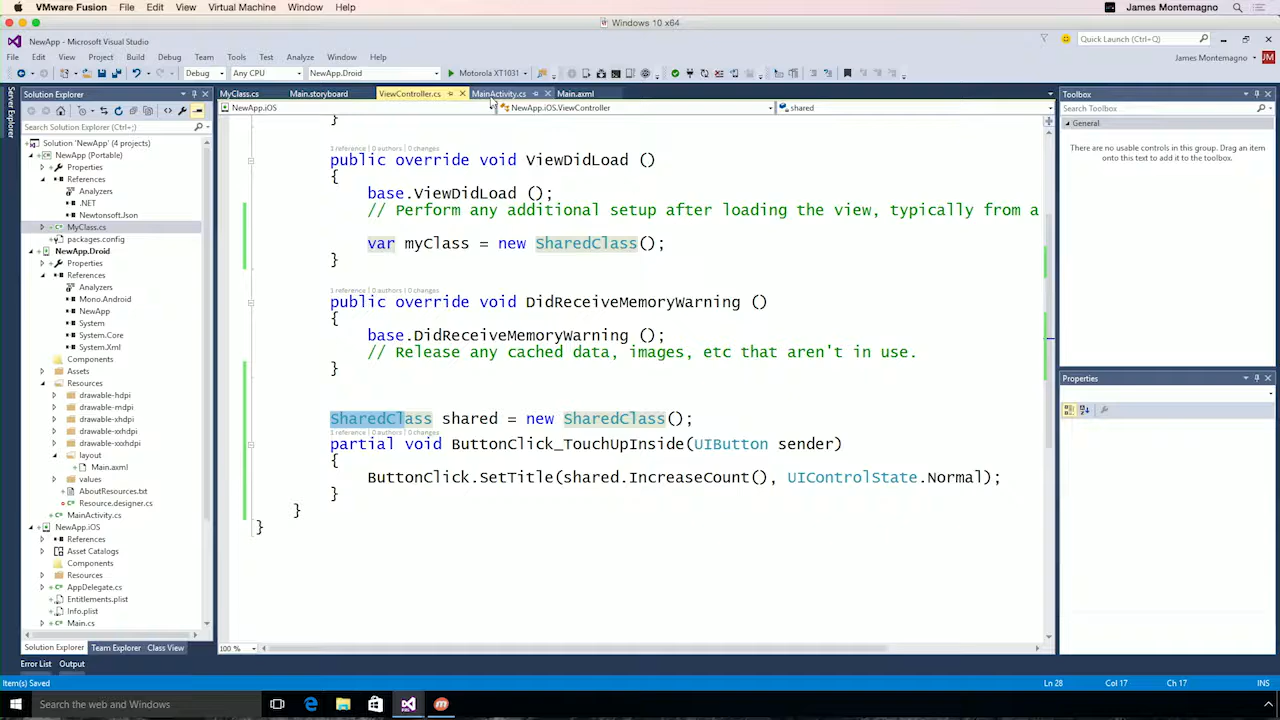 VMware Fusion File Edit View Virtual Machine Window Help James Montemagno
Windows 10 x64
NewApp - Microsoft Visual Studio Quick Launch (Ctrl+Q)
File Edit View Project Build Debug Team Tools Test Analyze Window Help James Montemagno JM
Debug Any CPU NewApp.Droid Motorola XT1031
Server Explorer
Solution Explorer
Search Solution Explorer (Ctrl+;)
Solution 'NewApp' (4 projects)
NewApp (Portable)
Properties
References
Analyzers
.NET
Newtonsoft.Json
MyClass.cs
packages.config
NewApp.Droid
Properties
References
Analyzers
Mono.Android
NewApp
System
System.Core
System.Xml
Components
Assets
Resources
drawable-hdpi
drawable-mdpi
drawable-xhdpi
drawable-xxhdpi
drawable-xxxhdpi
layout
Main.axml
values
AboutResources.txt
Resource.designer.cs
MainActivity.cs
NewApp.iOS
References
Asset Catalogs
Components
Resources
AppDelegate.cs
Entitlements.plist
Info.plist
Main.cs
Solution Explorer Team Explorer Class View
MyClass.cs Main.storyboard ViewController.cs MainActivity.cs Main.axml
NewApp.iOS NewApp.iOS.ViewController shared
}
3 references | 0 authors | 0 changes
public override void ViewDidLoad ()
{
base.ViewDidLoad ();
// Perform any additional setup after loading the view, typically from a
var myClass = new SharedClass();
}
1 reference | 0 authors | 0 changes
public override void DidReceiveMemoryWarning ()
{
base.DidReceiveMemoryWarning ();
// Release any cached data, images, etc that aren't in use.
}
SharedClass shared = new SharedClass();
1 reference | 0 authors | 0 changes
partial void ButtonClick_TouchUpInside(UIButton sender)
{
ButtonClick.SetTitle(shared.IncreaseCount(), UIControlState.Normal);
}
}
}
100 %
Toolbox
Search Toolbox
General
There are no usable controls in this group. Drag an item
onto this text to add it to the toolbox.
Properties
Error List Output
Item(s) Saved Ln 28 Col 17 Ch 17 INS
Search the web and Windows